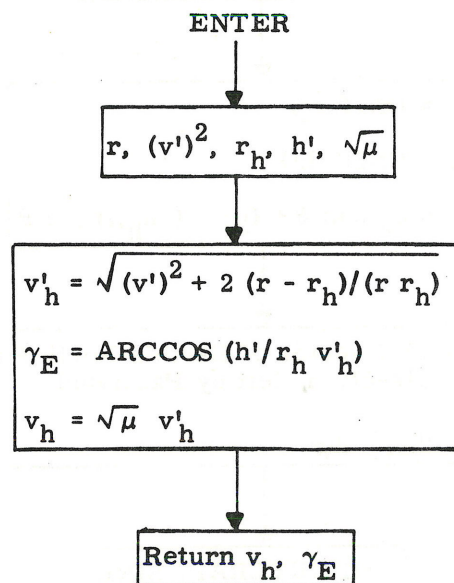 ENTER
r, (v')², r_h, h', √μ
v'_h = √((v')² + 2 (r - r_h)/(r r_h))
γ_E = ARCCOS (h'/r_h v'_h)
v_h = √μ v'_h
Return v_h, γ_E